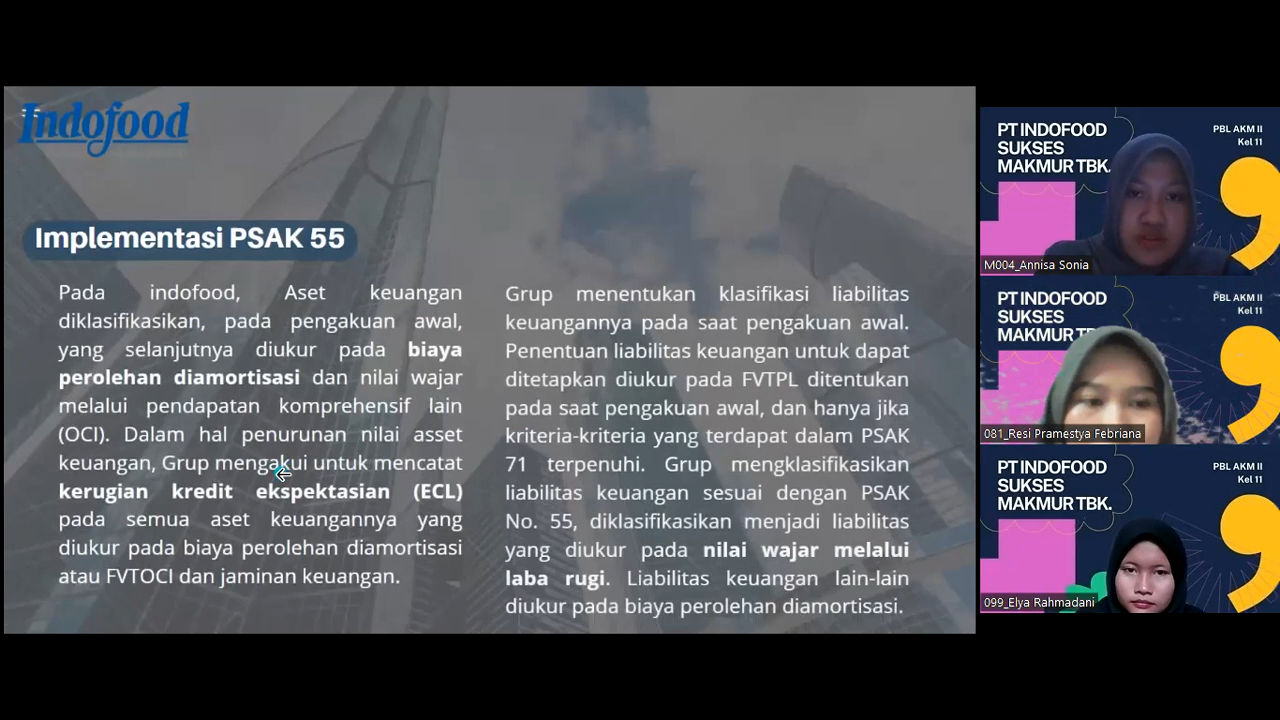 Indofood
Implementasi PSAK 55
Pada indofood, Aset keuangan
diklasifikasikan, pada pengakuan awal,
yang selanjutnya diukur pada biaya
perolehan diamortisasi dan nilai wajar
melalui pendapatan komprehensif lain
(OCI). Dalam hal penurunan nilai asset
keuangan, Grup mengakui untuk mencatat
kerugian kredit ekspektasian (ECL)
pada semua aset keuangannya yang
diukur pada biaya perolehan diamortisasi
atau FVTOCI dan jaminan keuangan.
Grup menentukan klasifikasi liabilitas
keuangannya pada saat pengakuan awal.
Penentuan liabilitas keuangan untuk dapat
ditetapkan diukur pada FVTPL ditentukan
pada saat pengakuan awal, dan hanya jika
kriteria-kriteria yang terdapat dalam PSAK
71 terpenuhi. Grup mengklasifikasikan
liabilitas keuangan sesuai dengan PSAK
No. 55, diklasifikasikan menjadi liabilitas
yang diukur pada nilai wajar melalui
laba rugi. Liabilitas keuangan lain-lain
diukur pada biaya perolehan diamortisasi.
PT INDOFOOD
SUKSES
MAKMUR TBK.
PBL AKM II
Kel 11
M004_Annisa Sonia
PT INDOFOOD
SUKSES
MAKMUR
PBL AKM II
Kel 11
081_Resi Pramestya Febriana
PT INDOFOOD
SUKSES
MAKMUR TBK.
PBL AKM II
Kel 11
099_Elya Rahmadani